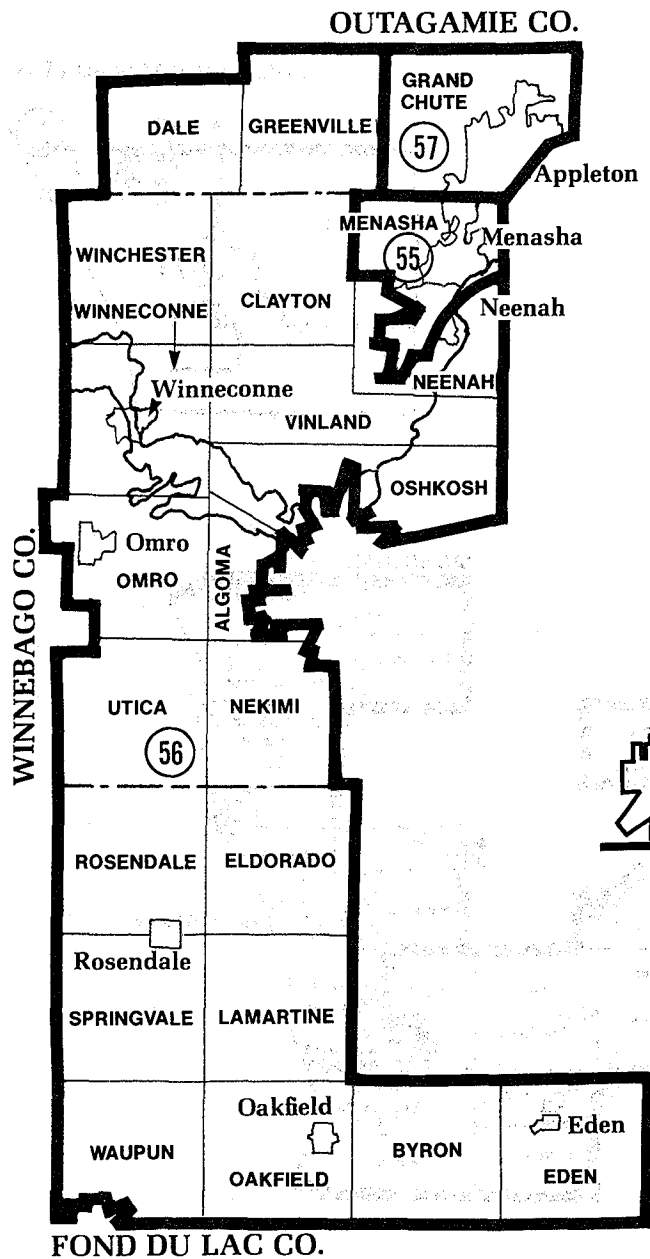 OUTAGAMIE CO.
GRAND
CHUTE
DALE
GREENVILLE
57
Appleton
MENASHA
Menasha
WINCHESTER
55
CLAYTON
WINNECONNE
Neenah
Winneconne
NEENAH
VINLAND
OSHKOSH
Omro
OMRO
ALGOMA
WINNEBAGO CO.
UTICA
NEKIMI
56
ROSENDALE
ELDORADO
Rosendale
SPRINGVALE
LAMARTINE
Oakfield
Eden
WAUPUN
BYRON
OAKFIELD
EDEN
FOND DU LAC CO.